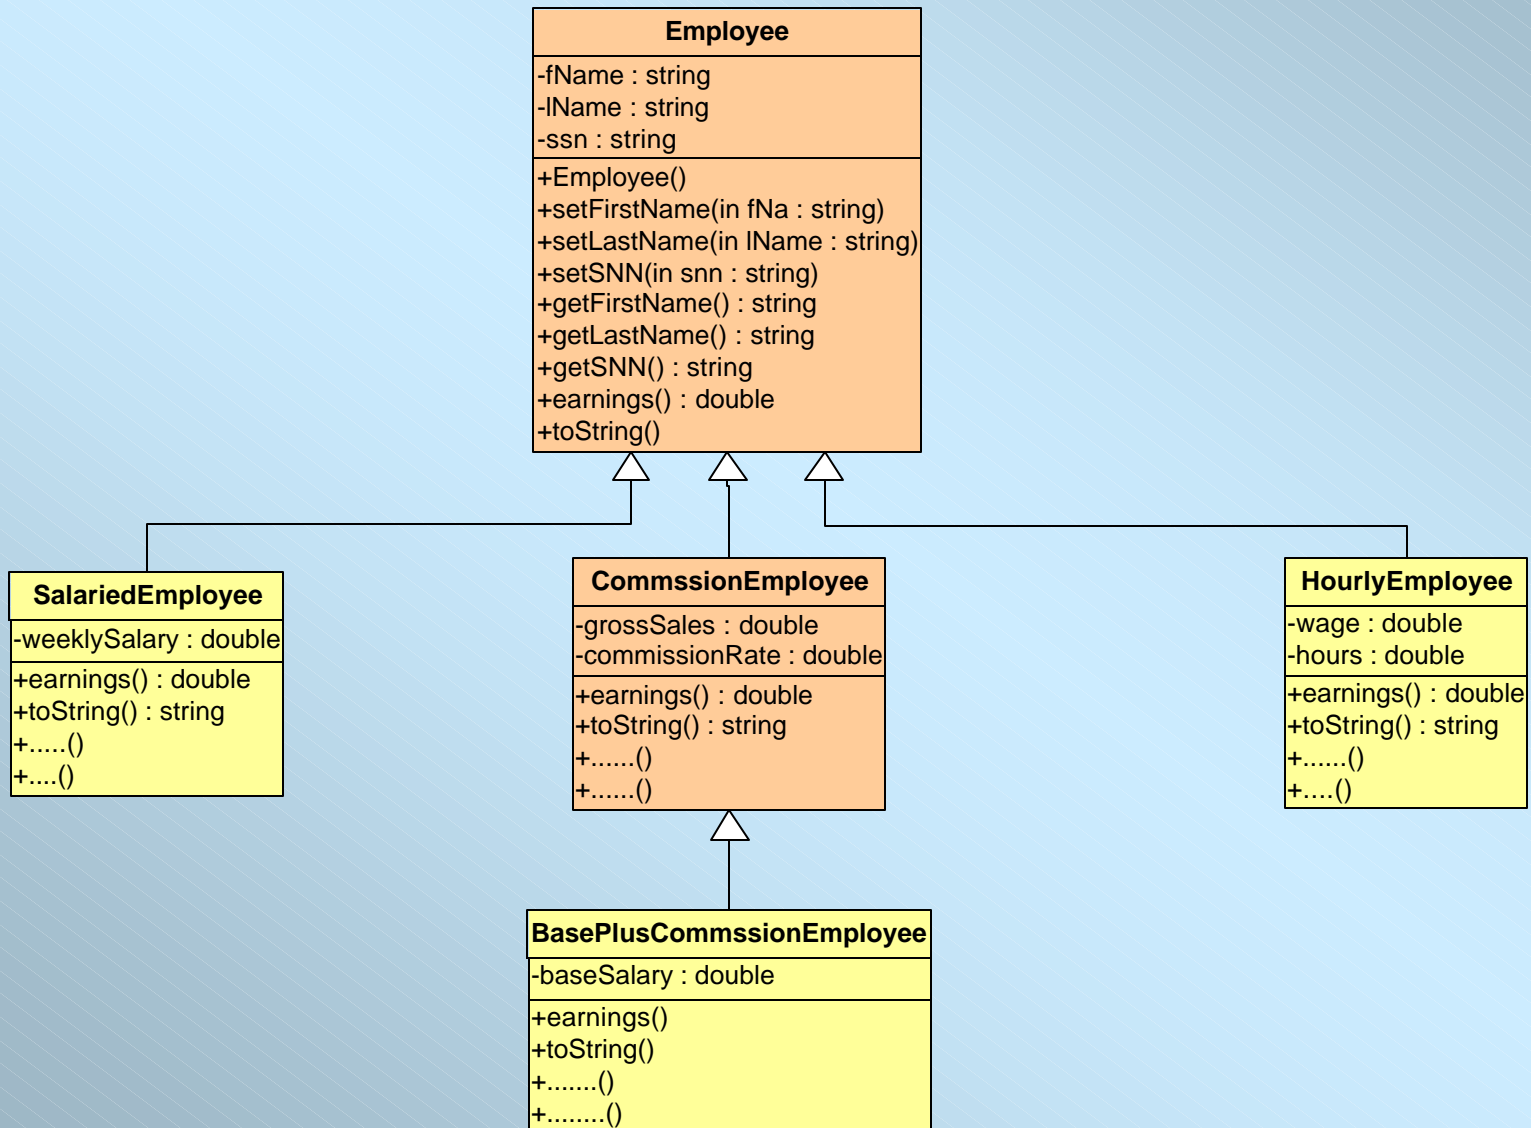 Employee
-fName : string
-lName : string
-ssn : string
+Employee()
+setFirstName(in fNa : string)
+setLastName(in lName : string)
+setSNN(in snn : string)
+getFirstName() : string
+getLastName() : string
+getSNN() : string
+earnings() : double
+toString()
SalariedEmployee
-weeklySalary : double
+earnings() : double
+toString() : string
+.....()
+....()
CommssionEmployee
-grossSales : double
-commissionRate : double
+earnings() : double
+toString() : string
+......()
+......()
HourlyEmployee
-wage : double
-hours : double
+earnings() : double
+toString() : string
+......()
+....()
BasePlusCommssionEmployee
-baseSalary : double
+earnings()
+toString()
+.......()
+........()